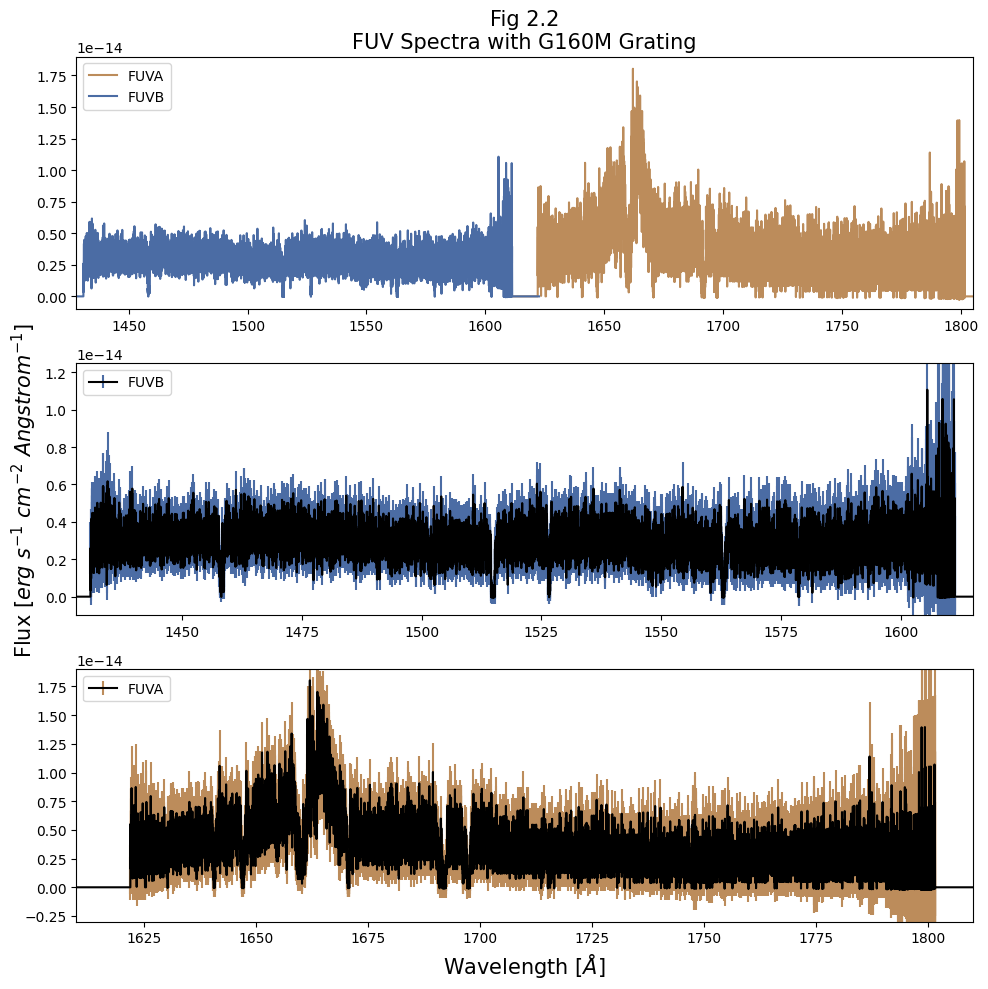 Fig 2.2
FUV Spectra with G160M Grating
1e−14
FUVA
FUVB
1.75
1.50
1.25
1.00
0.75
0.50
0.25
0.00
1450 1500 1550 1600 1650 1700 1750 1800
1e−14
FUVB
1.2
1.0
0.8
0.6
0.4
0.2
0.0
1450 1475 1500 1525 1550 1575 1600
Flux [erg s⁻¹ cm⁻² Angstrom⁻¹]
1e−14
FUVA
1.75
1.50
1.25
1.00
0.75
0.50
0.25
0.00
−0.25
1625 1650 1675 1700 1725 1750 1775 1800
Wavelength [Å]